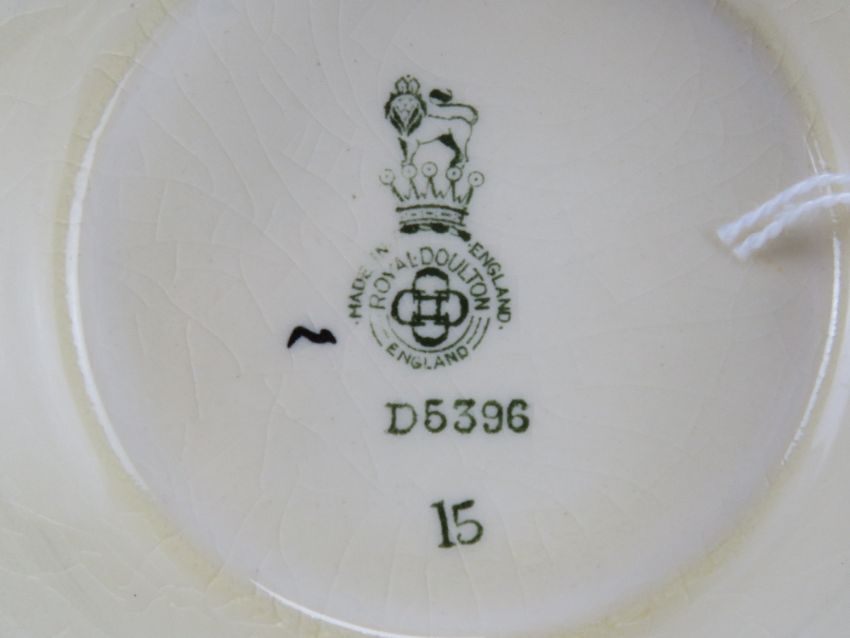 MADE IN ENGLAND.
ROYAL·DOULTON
ENGLAND
D5396
15